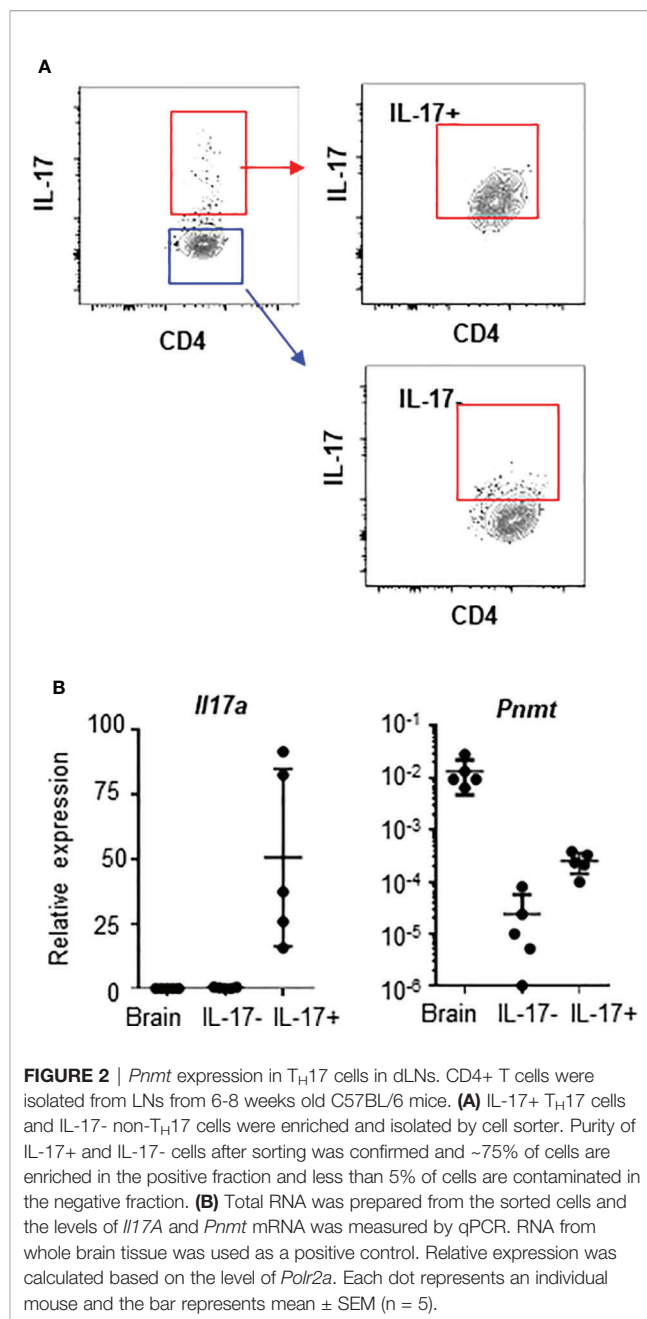 A
IL-17
CD4
IL-17+
IL-17
CD4
IL-17-
IL-17
CD4
B
Il17a
Relative expression
100
75
50
25
0
Brain IL-17- IL-17+
Pnmt
10-1
10-2
10-3
10-4
10-5
10-6
Brain IL-17- IL-17+
FIGURE 2 | Pnmt expression in TH17 cells in dLNs. CD4+ T cells were
isolated from LNs from 6-8 weeks old C57BL/6 mice. (A) IL-17+ TH17 cells
and IL-17- non-TH17 cells were enriched and isolated by cell sorter. Purity of
IL-17+ and IL-17- cells after sorting was confirmed and ~75% of cells are
enriched in the positive fraction and less than 5% of cells are contaminated in
the negative fraction. (B) Total RNA was prepared from the sorted cells and
the levels of Il17A and Pnmt mRNA was measured by qPCR. RNA from
whole brain tissue was used as a positive control. Relative expression was
calculated based on the level of Polr2a. Each dot represents an individual
mouse and the bar represents mean ± SEM (n = 5).